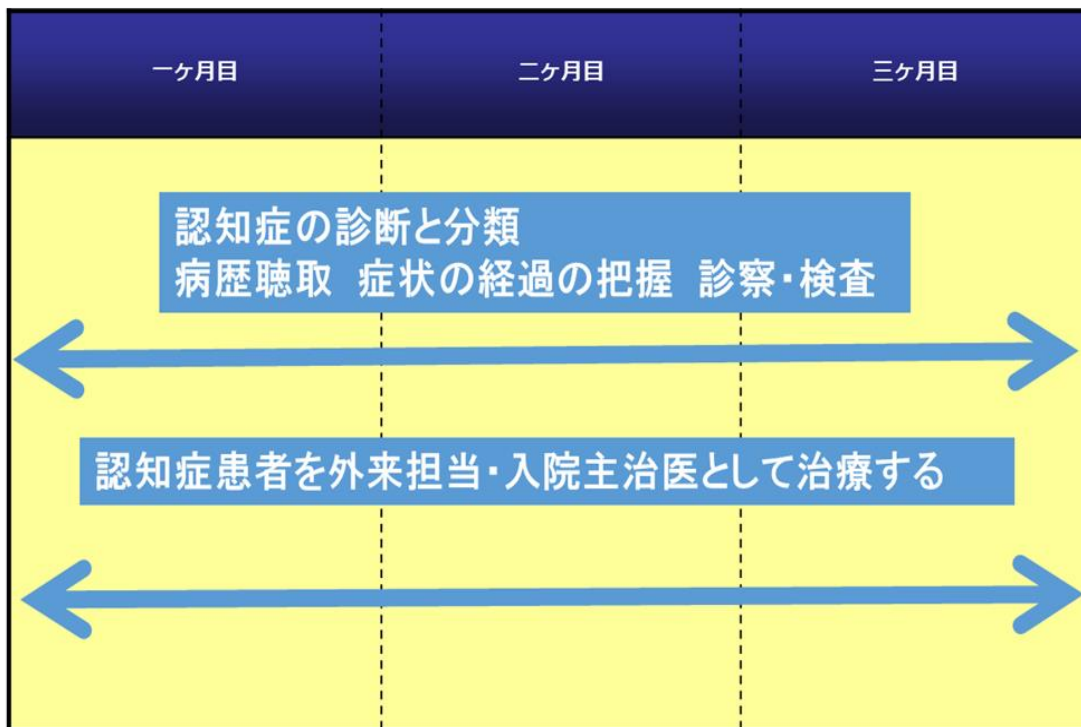 一ヶ月目 二ヶ月目 三ヶ月目
認知症の診断と分類
病歴聴取 症状の経過の把握 診察・検査
認知症患者を外来担当・入院主治医として治療する